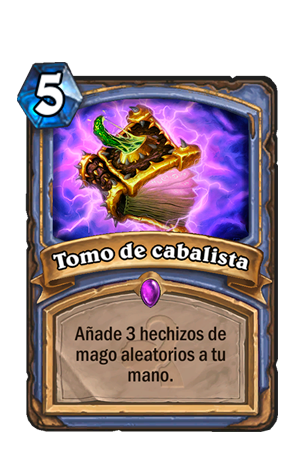 5
Tomo de cabalista
Añade 3 hechizos de
mago aleatorios a tu
mano.